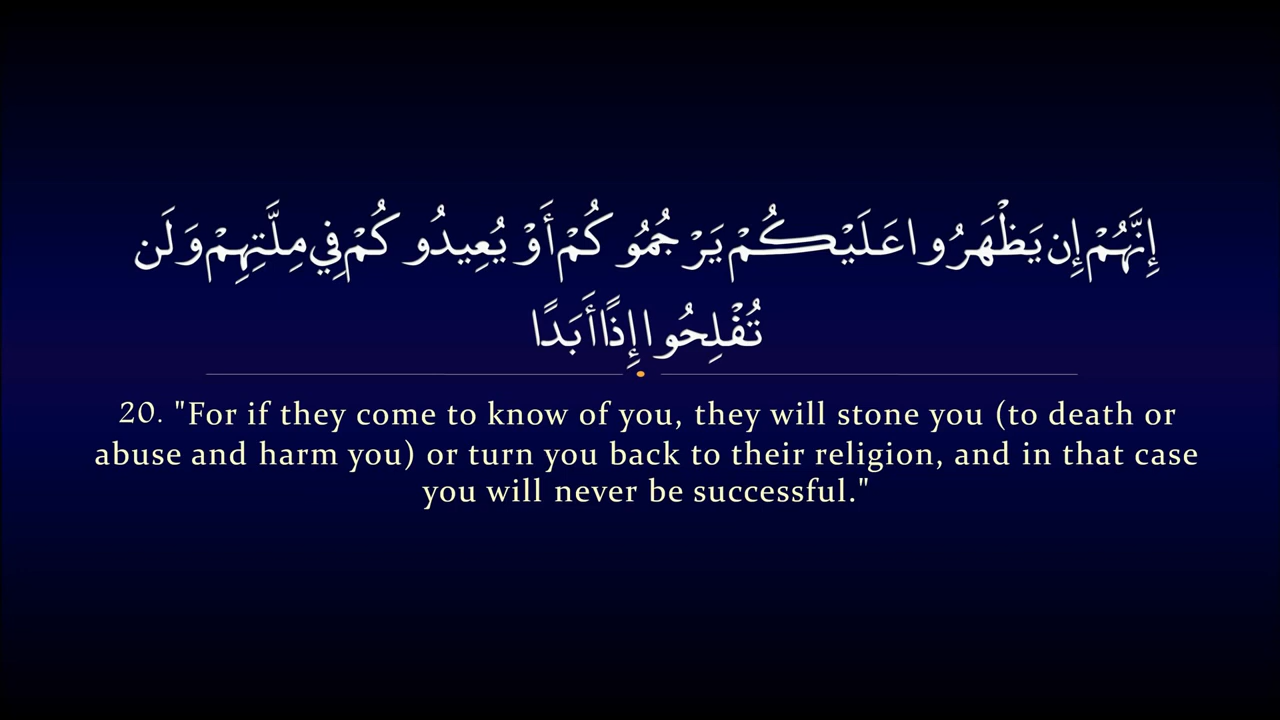 إِنَّهُمْ إِن يَظْهَرُوا عَلَيْكُمْ يَرْجُمُوكُمْ أَوْ يُعِيدُوكُمْ فِي مِلَّتِهِمْ وَلَن
تُفْلِحُوا إِذًا أَبَدًا
20. "For if they come to know of you, they will stone you (to death or
abuse and harm you) or turn you back to their religion, and in that case
you will never be successful."